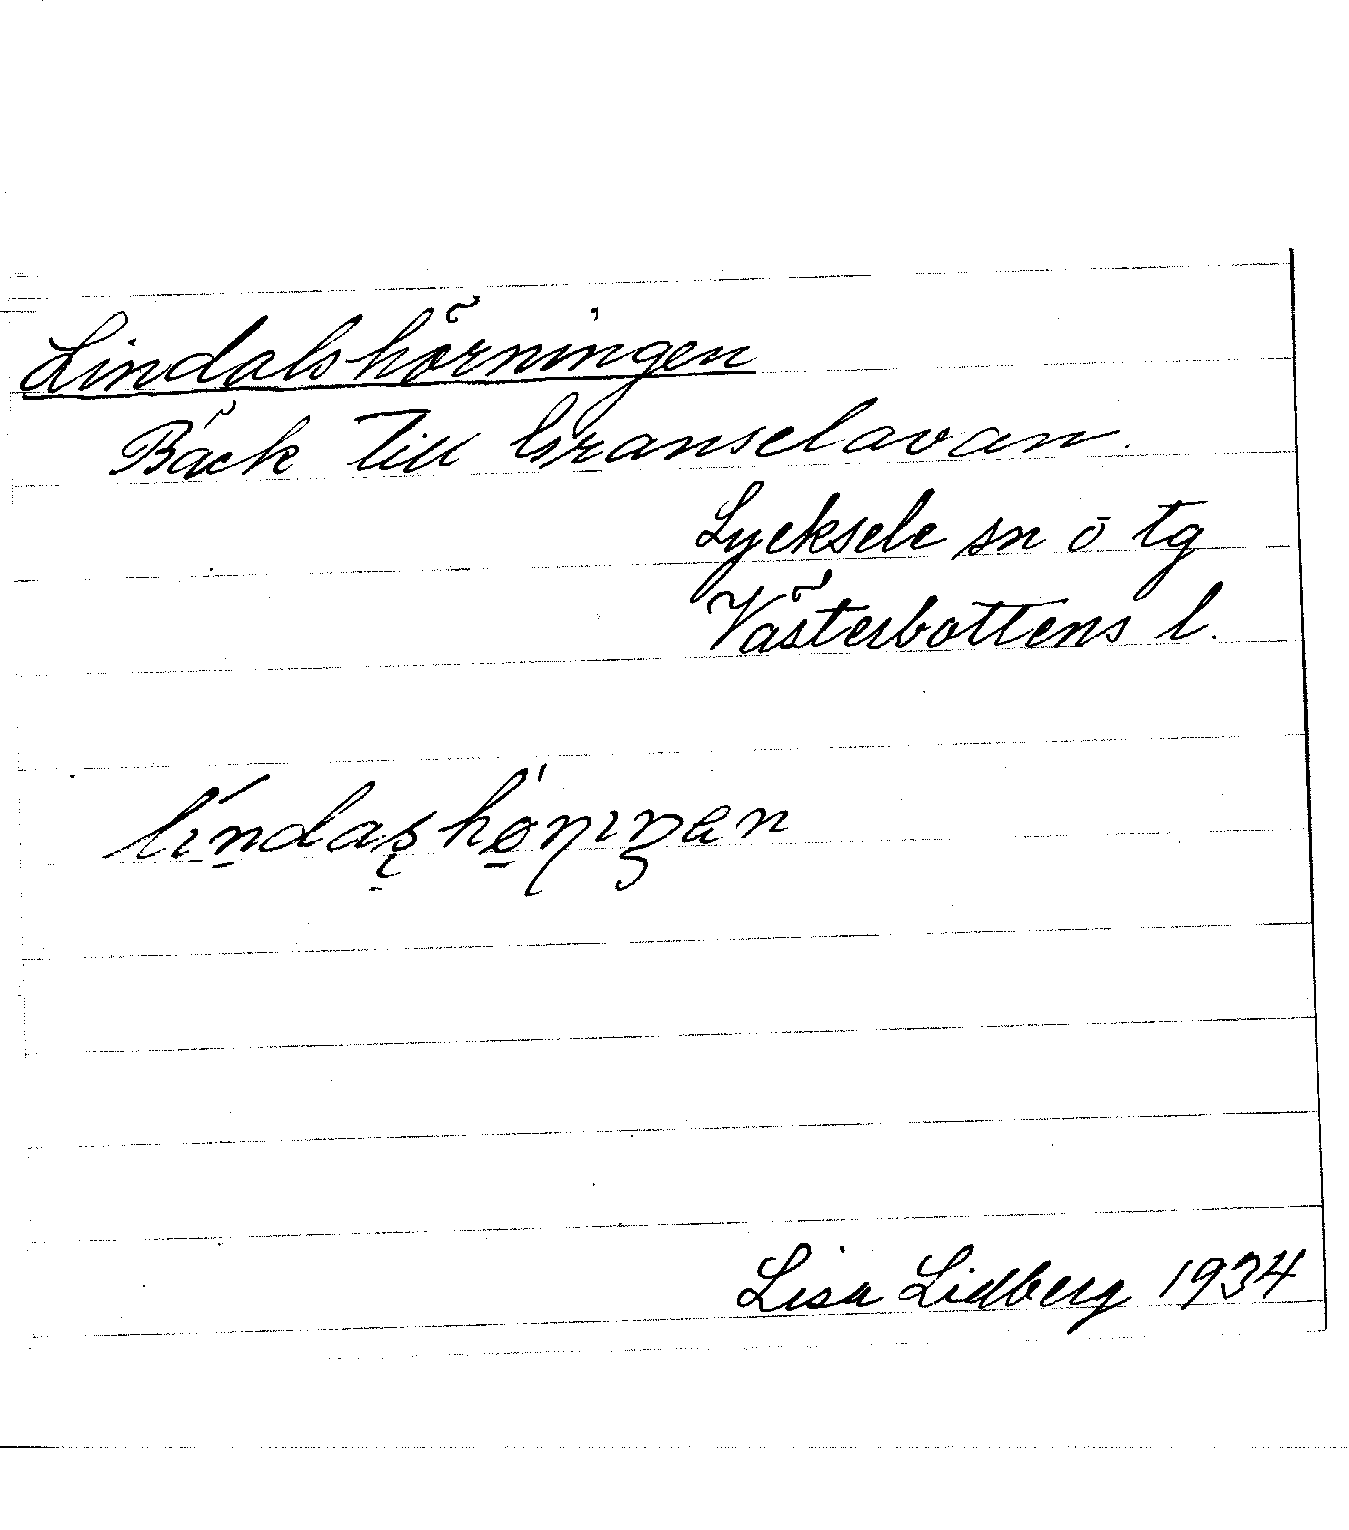 Lindalshörningen
Bäck till Granselavan.
Lycksele sn o tg
Västerbottens l.
Lisa Lidberg 1934